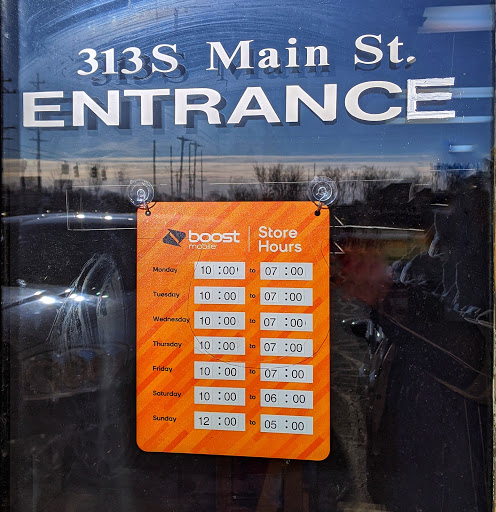 313S Main St.
ENTRANCE
boost mobile
Store Hours
Monday 10 :00 to 07 :00
Tuesday 10 :00 to 07 :00
Wednesday 10 :00 to 07 :00
Thursday 10 :00 to 07 :00
Friday 10 :00 to 07 :00
Saturday 10 :00 to 06 :00
Sunday 12 :00 to 05 :00